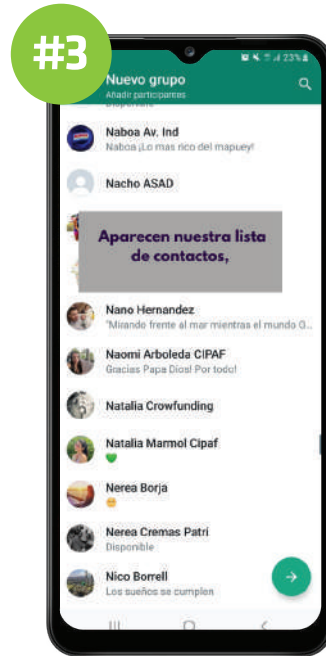 #3
23%
Nuevo grupo
Añadir participantes
Disponible
Naboa Av. Ind
Naboa ¡Lo mas rico del mapuey!
Nacho ASAD
Aparecen nuestra lista
de contactos,
Nano Hernandez
"Mirando frente al mar mientras el mundo G...
Naomi Arboleda CIPAF
Gracias Papa Dios! Por todo!
Natalia Crowfunding
Natalia Marmol Cipaf
Nerea Borja
Nerea Cremas Patri
Disponible
Nico Borrell
Los sueños se cumplen